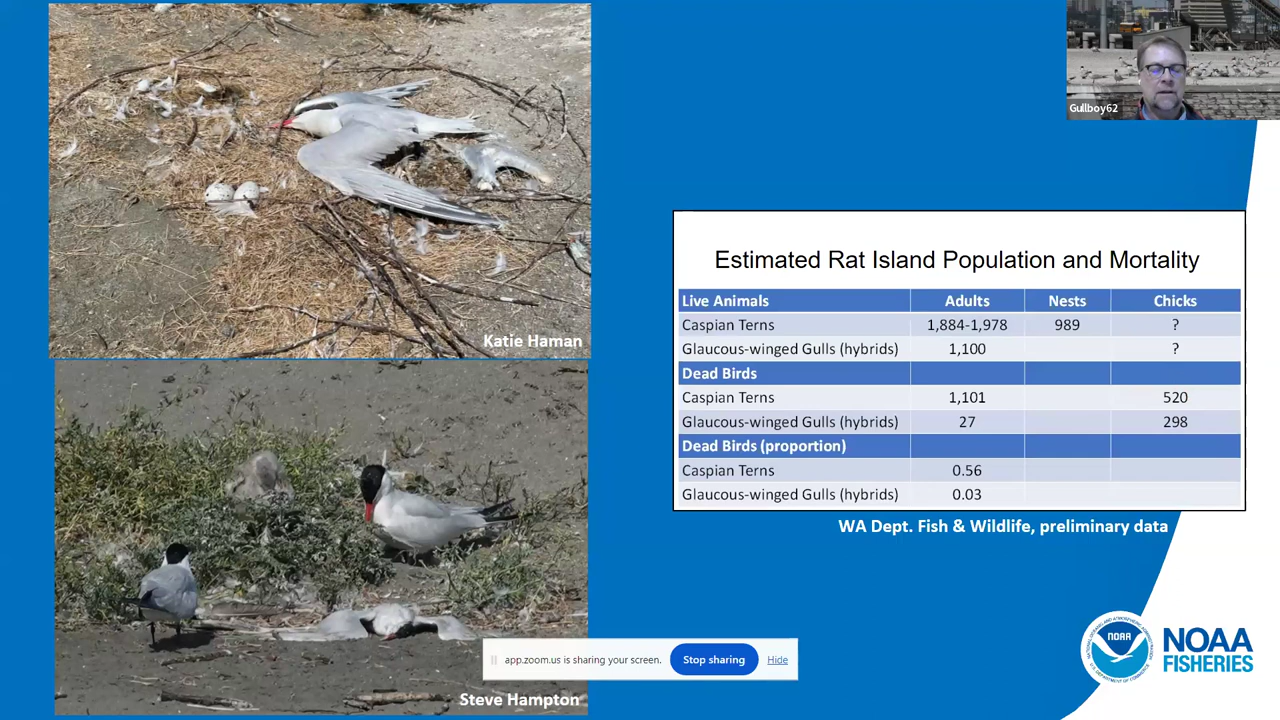 Gullboy62
Katie Haman
Estimated Rat Island Population and Mortality
Live Animals Adults Nests Chicks
Caspian Terns 1,884-1,978 989 ?
Glaucous-winged Gulls (hybrids) 1,100 ?
Dead Birds
Caspian Terns 1,101 520
Glaucous-winged Gulls (hybrids) 27 298
Dead Birds (proportion)
Caspian Terns 0.56
Glaucous-winged Gulls (hybrids) 0.03
WA Dept. Fish & Wildlife, preliminary data
app.zoom.us is sharing your screen. Stop sharing Hide
Steve Hampton
NOAA
NOAA
FISHERIES